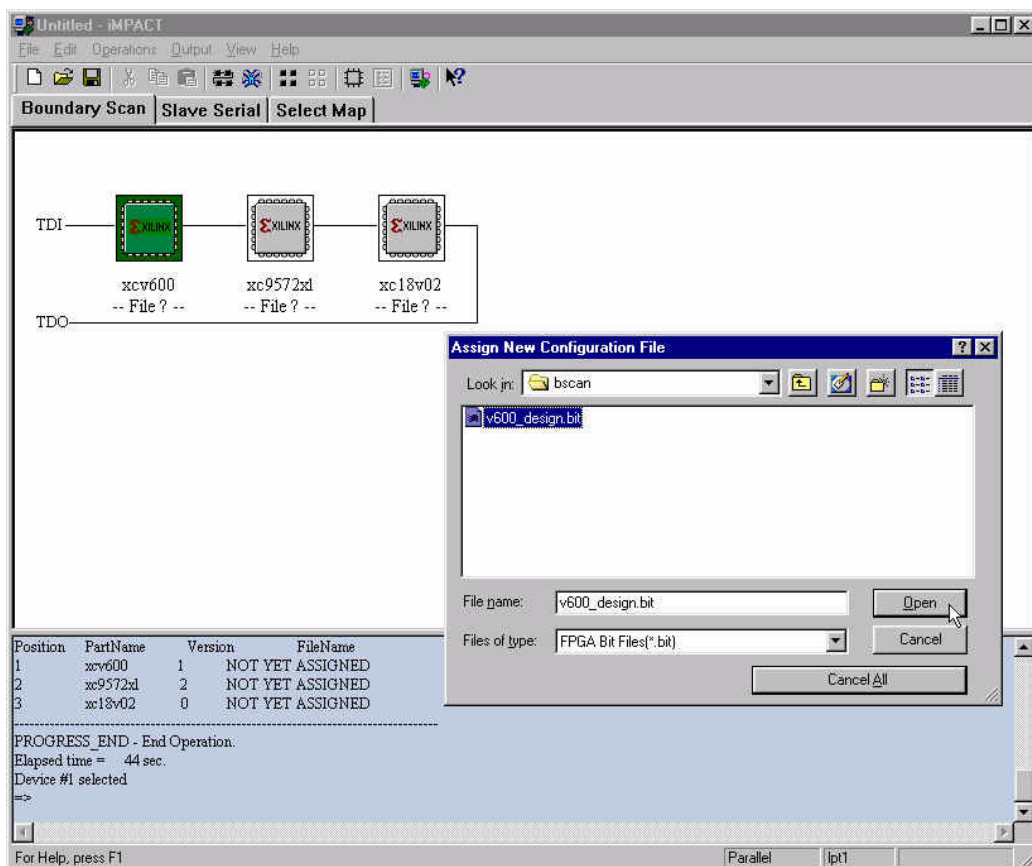 Untitled - iMPACT
File Edit Operations Output View Help
Boundary Scan Slave Serial Select Map
TDI
ΣXILINX ΣXILINX ΣXILINX
xcv600 xc9572xl xc18v02
-- File ? -- -- File ? -- -- File ? --
TDO
Assign New Configuration File
Look in: bscan
v600_design.bit
File name: v600_design.bit Open
Files of type: FPGA Bit Files(*.bit) Cancel
Cancel All
Position PartName Version FileName
1 xcv600 1 NOT YET ASSIGNED
2 xc9572xl 2 NOT YET ASSIGNED
3 xc18v02 0 NOT YET ASSIGNED
----------------------------------------------------------------------
PROGRESS_END - End Operation.
Elapsed time = 44 sec.
Device #1 selected
=>
For Help, press F1 Parallel lpt1